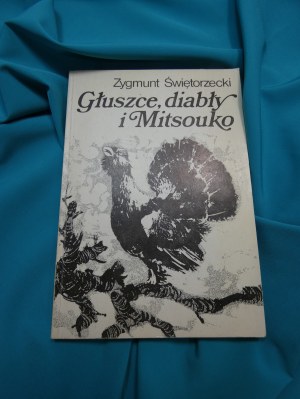 Zygmunt Świętorzecki
Głuszce, diabły
i Mitsouko